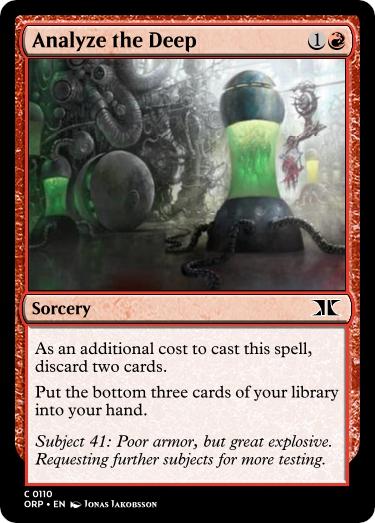 Analyze the Deep 1
Sorcery
As an additional cost to cast this spell,
discard two cards.
Put the bottom three cards of your library
into your hand.
Subject 41: Poor armor, but great explosive.
Requesting further subjects for more testing.
C 0110
ORP • EN Jonas Jakobsson